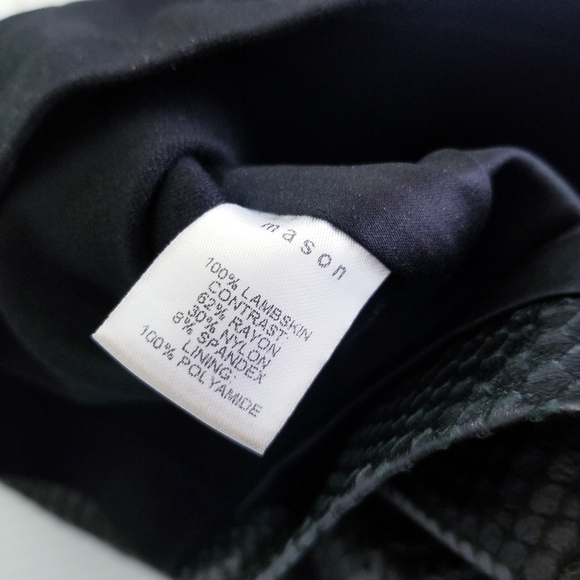 mason
100% LAMBSKIN
CONTRAST:
62% RAYON
30% NYLON
8% SPANDEX
LINING:
100% POLYAMIDE